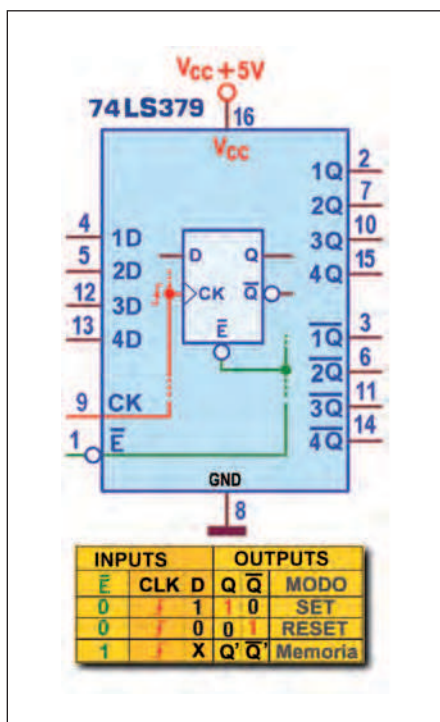 Vcc+5V
74LS379
16
Vcc
1Q 2
2Q 7
3Q 10
4Q 15
4 1D
5 2D
12 3D
13 4D
D Q
CK Q̅
E̅
1Q̅ 3
2Q̅ 6
3Q̅ 11
4Q̅ 14
9 CK
1 E̅
GND
8
INPUTS OUTPUTS
E̅ CLK D Q Q̅ MODO
0 1 1 0 SET
0 0 0 1 RESET
1 X Q' Q̅' Memoria